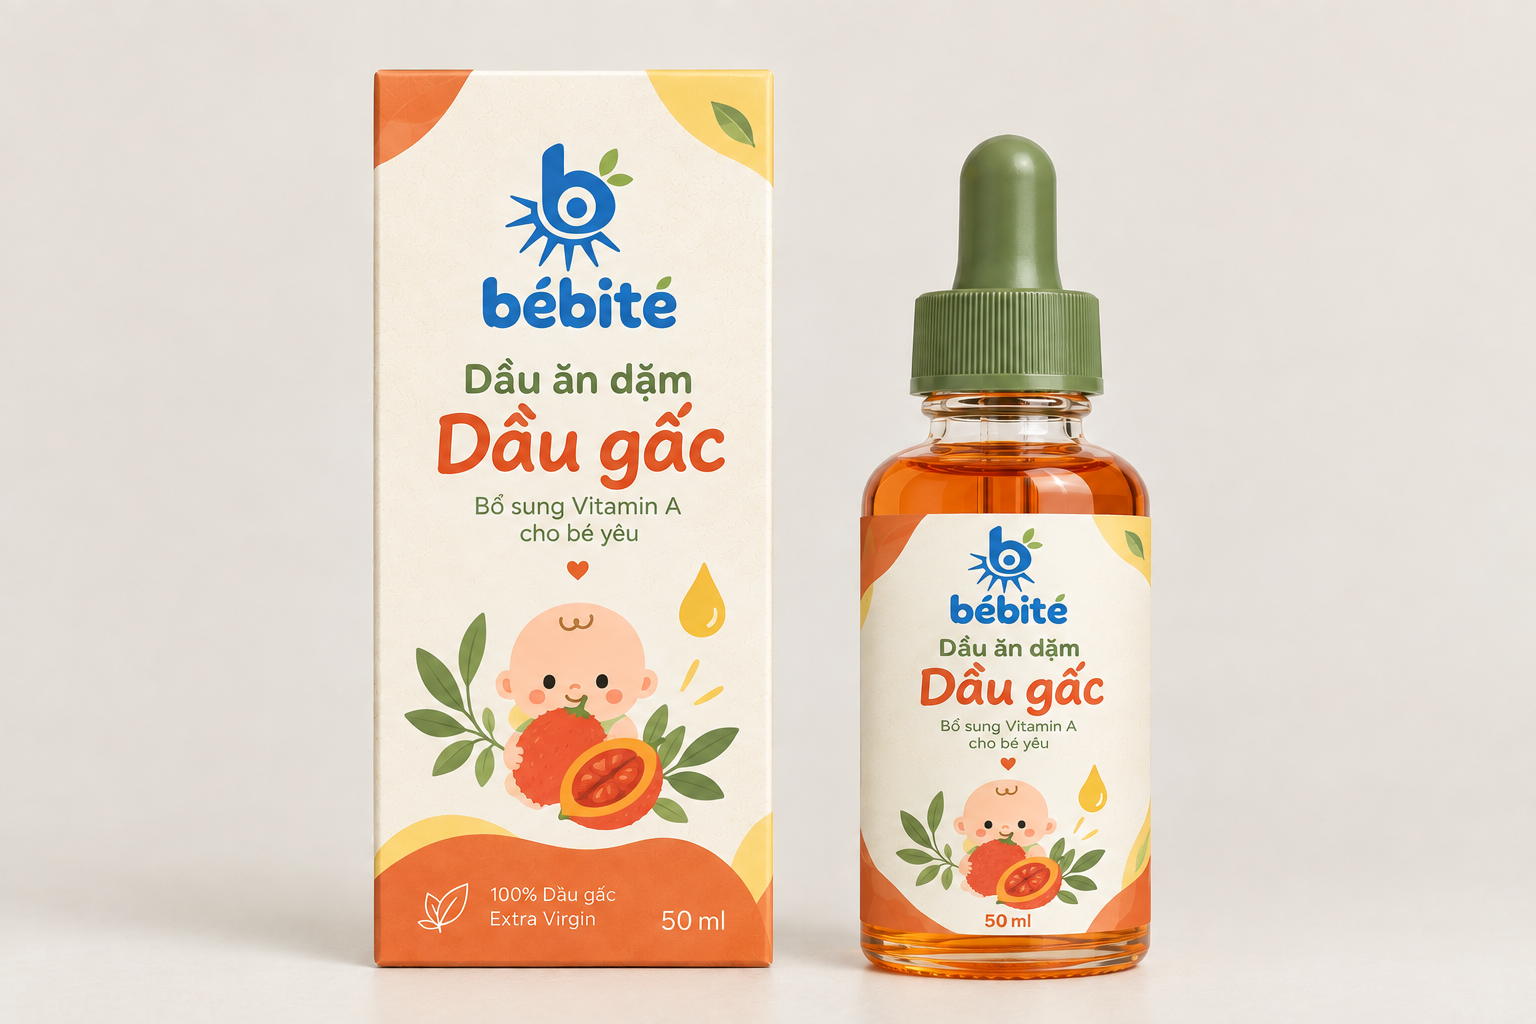 bébité
Dầu ăn dặm
Dầu gấc
Bổ sung Vitamin A
cho bé yêu
100% Dầu gấc
Extra Virgin
50 ml
bébité
Dầu ăn dặm
Dầu gấc
Bổ sung Vitamin A
cho bé yêu
50 ml